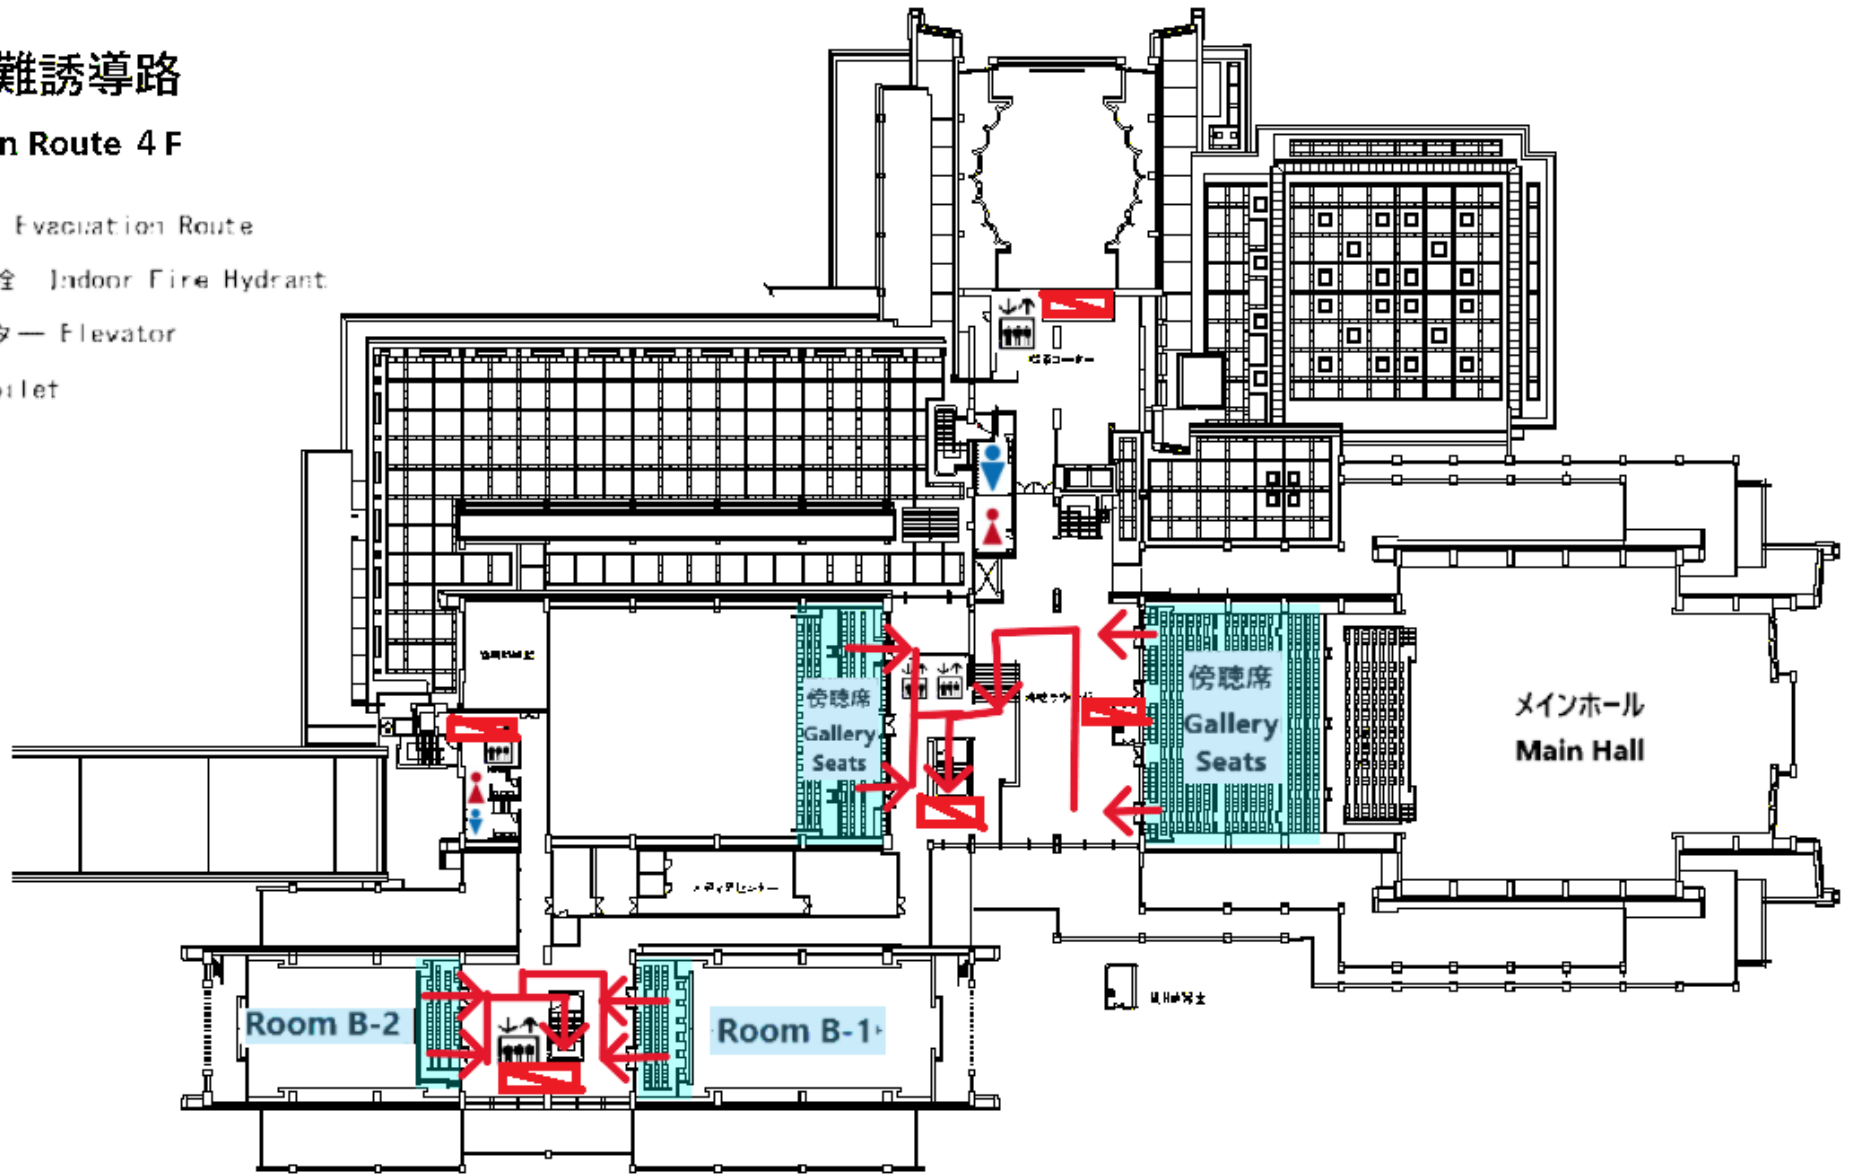 難誘導路
n Route 4F
Evacuation Route
栓 Indoor Fire Hydrant
ター Elevator
oilet
傍聴席
Gallery
Seats
傍聴席
Gallery
Seats
メインホール
Main Hall
メディアセンター
Room B-2
Room B-1